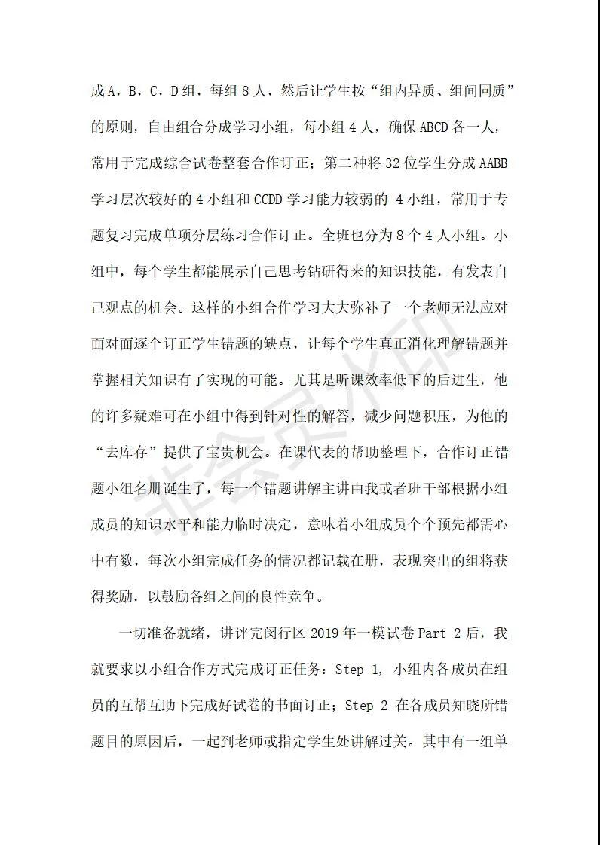 成A，B，C，D组，每组8人，然后让学生按“组内异质、组间同质”
的原则，自由组合分成学习小组，每小组4人，确保ABCD各一人，
常用于完成综合试卷整套合作订正；第二种将32位学生分成AABB
学习层次较好的4小组和CCDD学习能力较弱的 4小组，常用于专
题复习完成单项分层练习合作订正。全班也分为8个4人小组。小
组中，每个学生都能展示自己思考钻研得来的知识技能，有发表自
己观点的机会。这样的小组合作学习大大弥补了一个老师无法应对
面对面逐个订正学生错题的缺点，让每个学生真正消化理解错题并
掌握相关知识有了实现的可能。尤其是听课效率低下的后进生，他
的许多疑难可在小组中得到针对性的解答，减少问题积压，为他的
“去库存”提供了宝贵机会。在课代表的帮助整理下，合作订正错
题小组名册诞生了，每一个错题讲解主讲由我或者班干部根据小组
成员的知识水平和能力临时决定，意味着小组成员个个预先都需心
中有数，每次小组完成任务的情况都记载在册，表现突出的组将获
得奖励，以鼓励各组之间的良性竞争。
一切准备就绪，讲评完闵行区2019年一模试卷Part 2后，我
就要求以小组合作方式完成订正任务：Step 1, 小组内各成员在组
员的互帮互助下完成好试卷的书面订正；Step 2 在各成员知晓所错
题目的原因后，一起到老师或指定学生处讲解过关，其中有一组单
非会员水印